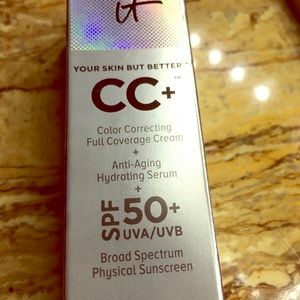 iT
YOUR SKIN BUT BETTER™
CC+
Color Correcting
Full Coverage Cream
+
Anti-Aging
Hydrating Serum
+
SPF 50+
UVA/UVB
Broad Spectrum
Physical Sunscreen